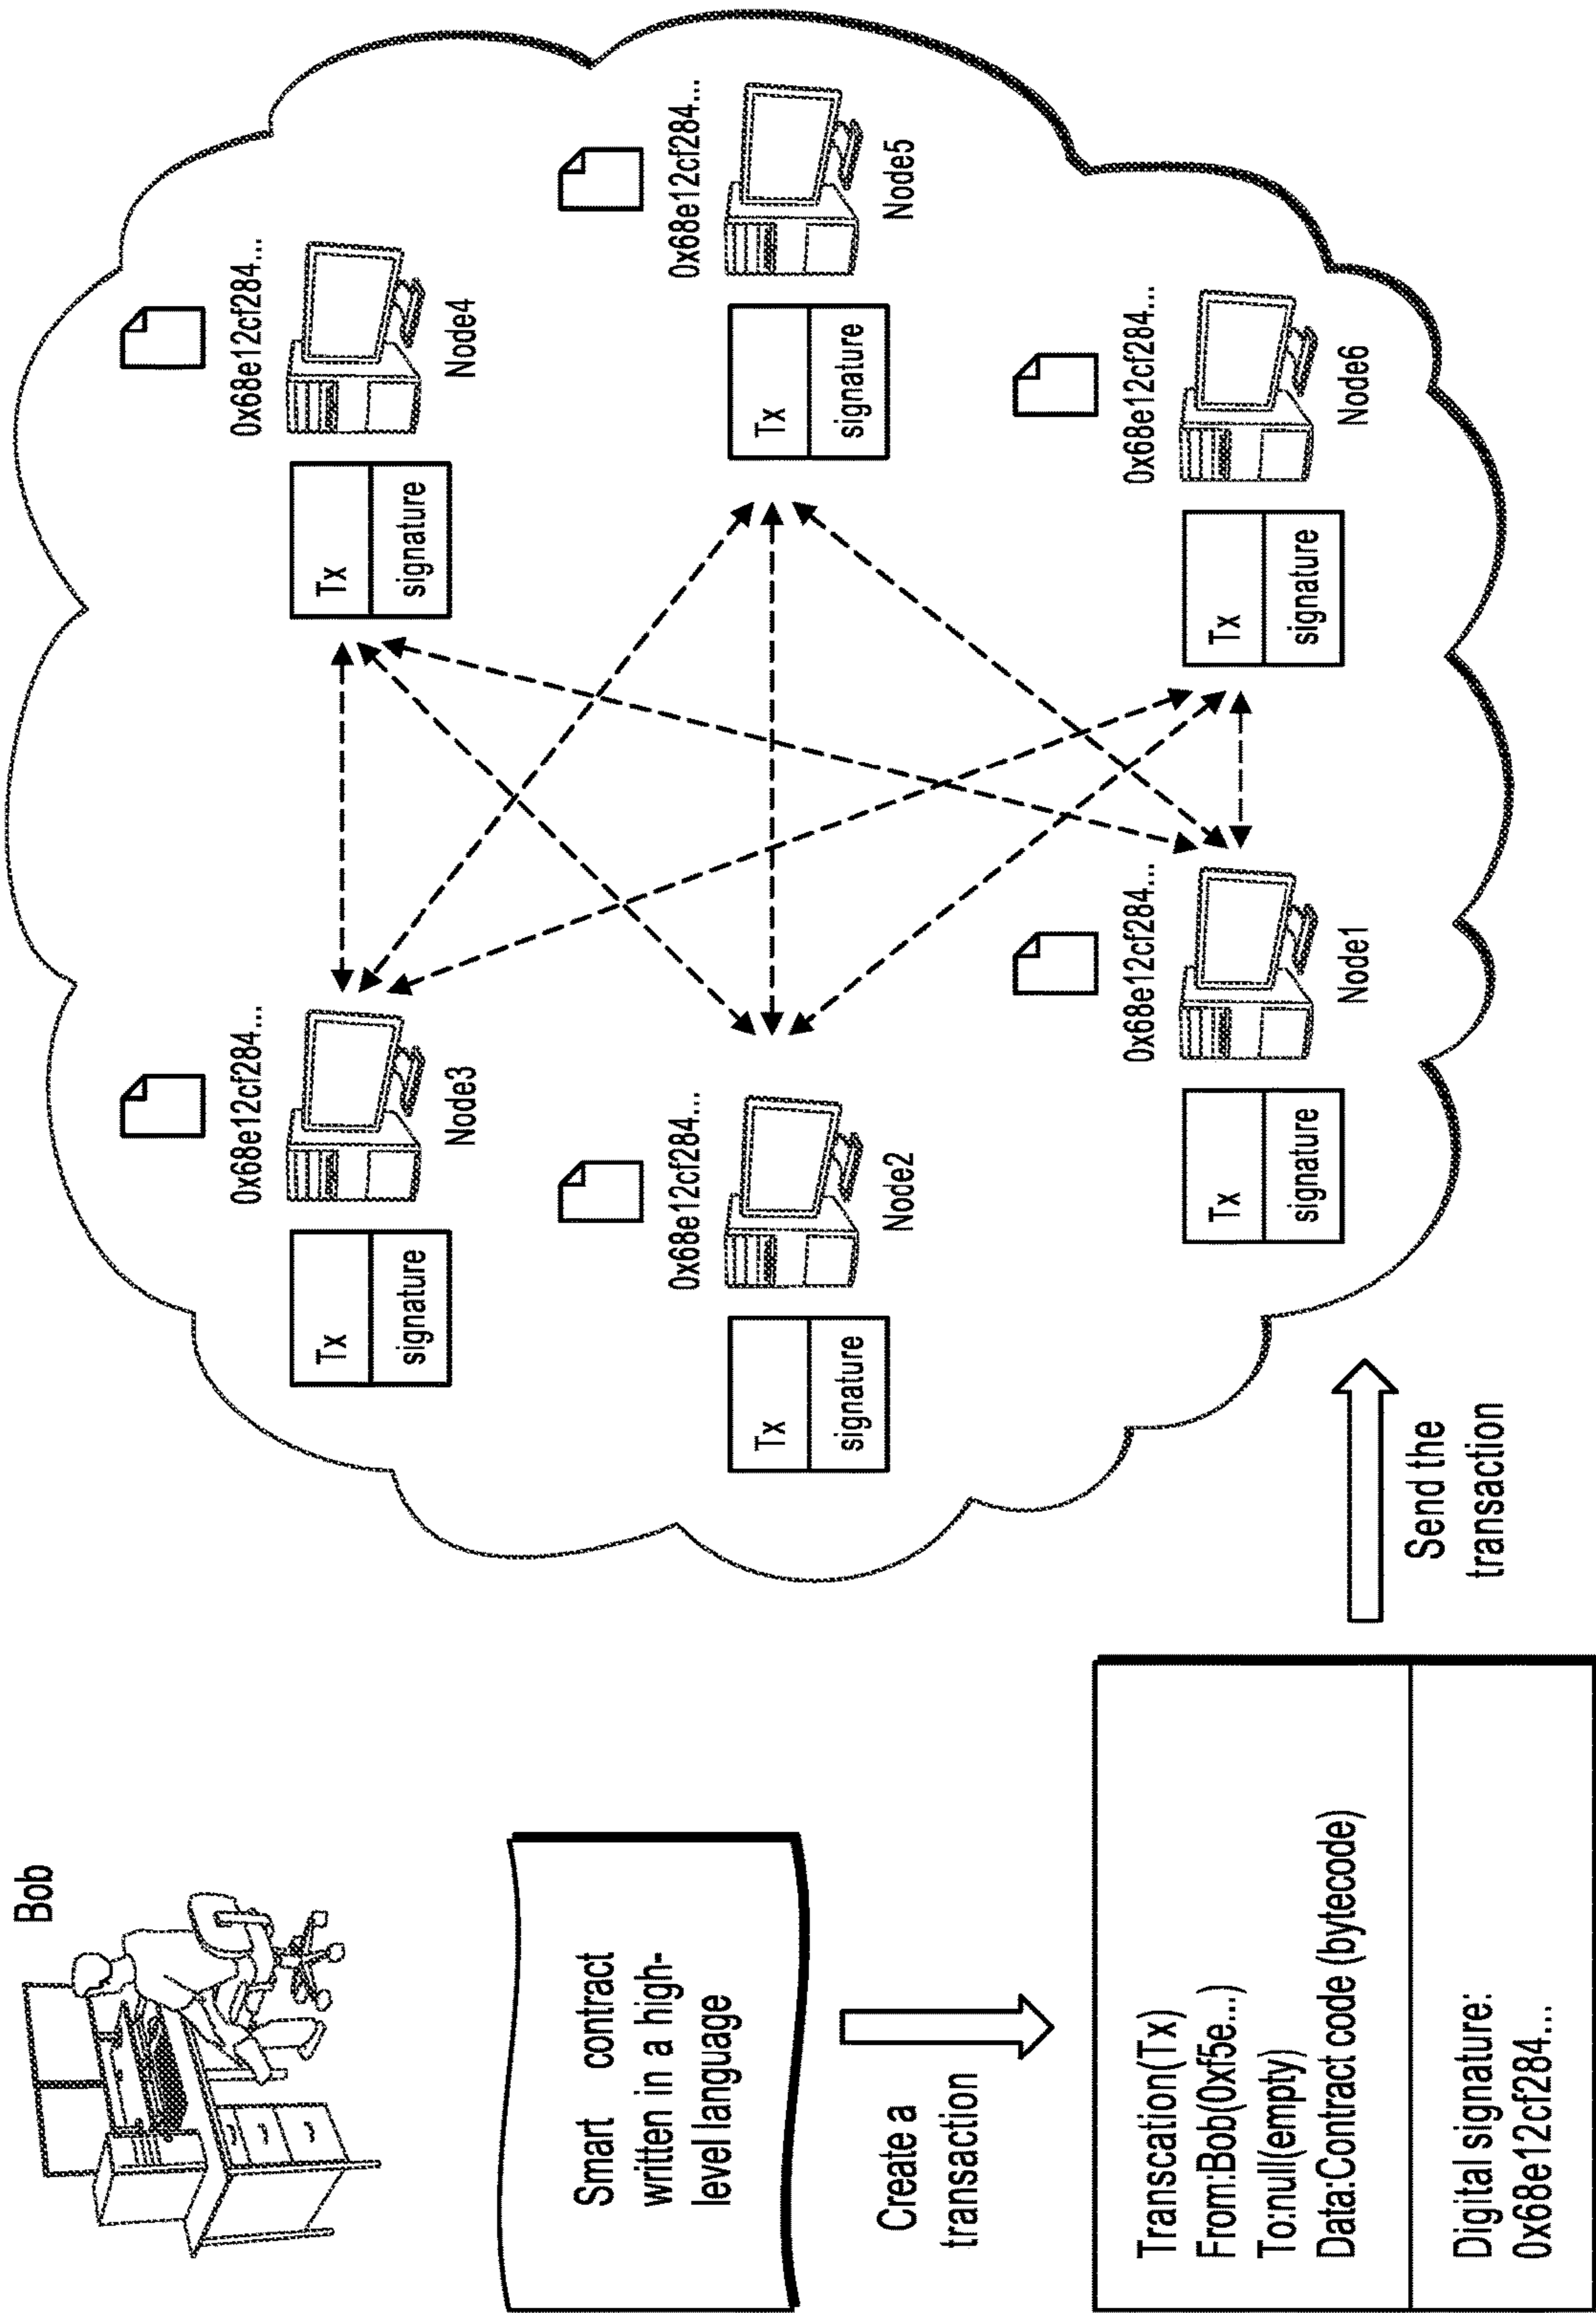 Bob
Smart contract
written in a high-
level language
Create a
transaction
Transcation(Tx)
From:Bob(0xf5e...)
To:null(empty)
Data:Contract code (bytecode)
Digital signature:
0x68e12cf284...
Send the
transaction
0x68e12cf284...
Tx
signature
Node3
0x68e12cf284...
Tx
signature
Node4
0x68e12cf284...
Tx
signature
Node2
0x68e12cf284...
Tx
signature
Node5
0x68e12cf284...
Tx
signature
Node1
0x68e12cf284...
Tx
signature
Node6